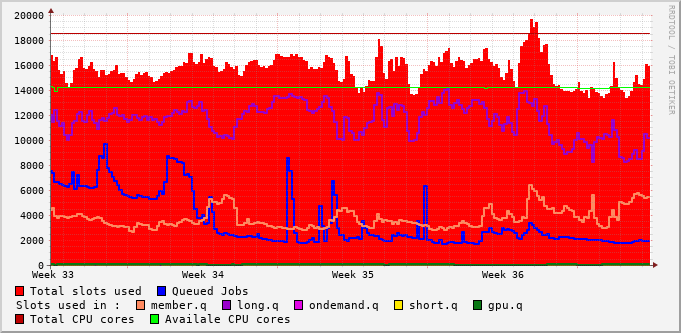 20000
18000
16000
14000
12000
10000
8000
6000
4000
2000
0
Week 33 Week 34 Week 35 Week 36
RRDTOOL / TOBI OETIKER
Total slots used Queued Jobs
Slots used in : member.q long.q ondemand.q short.q gpu.q
Total CPU cores Availale CPU cores